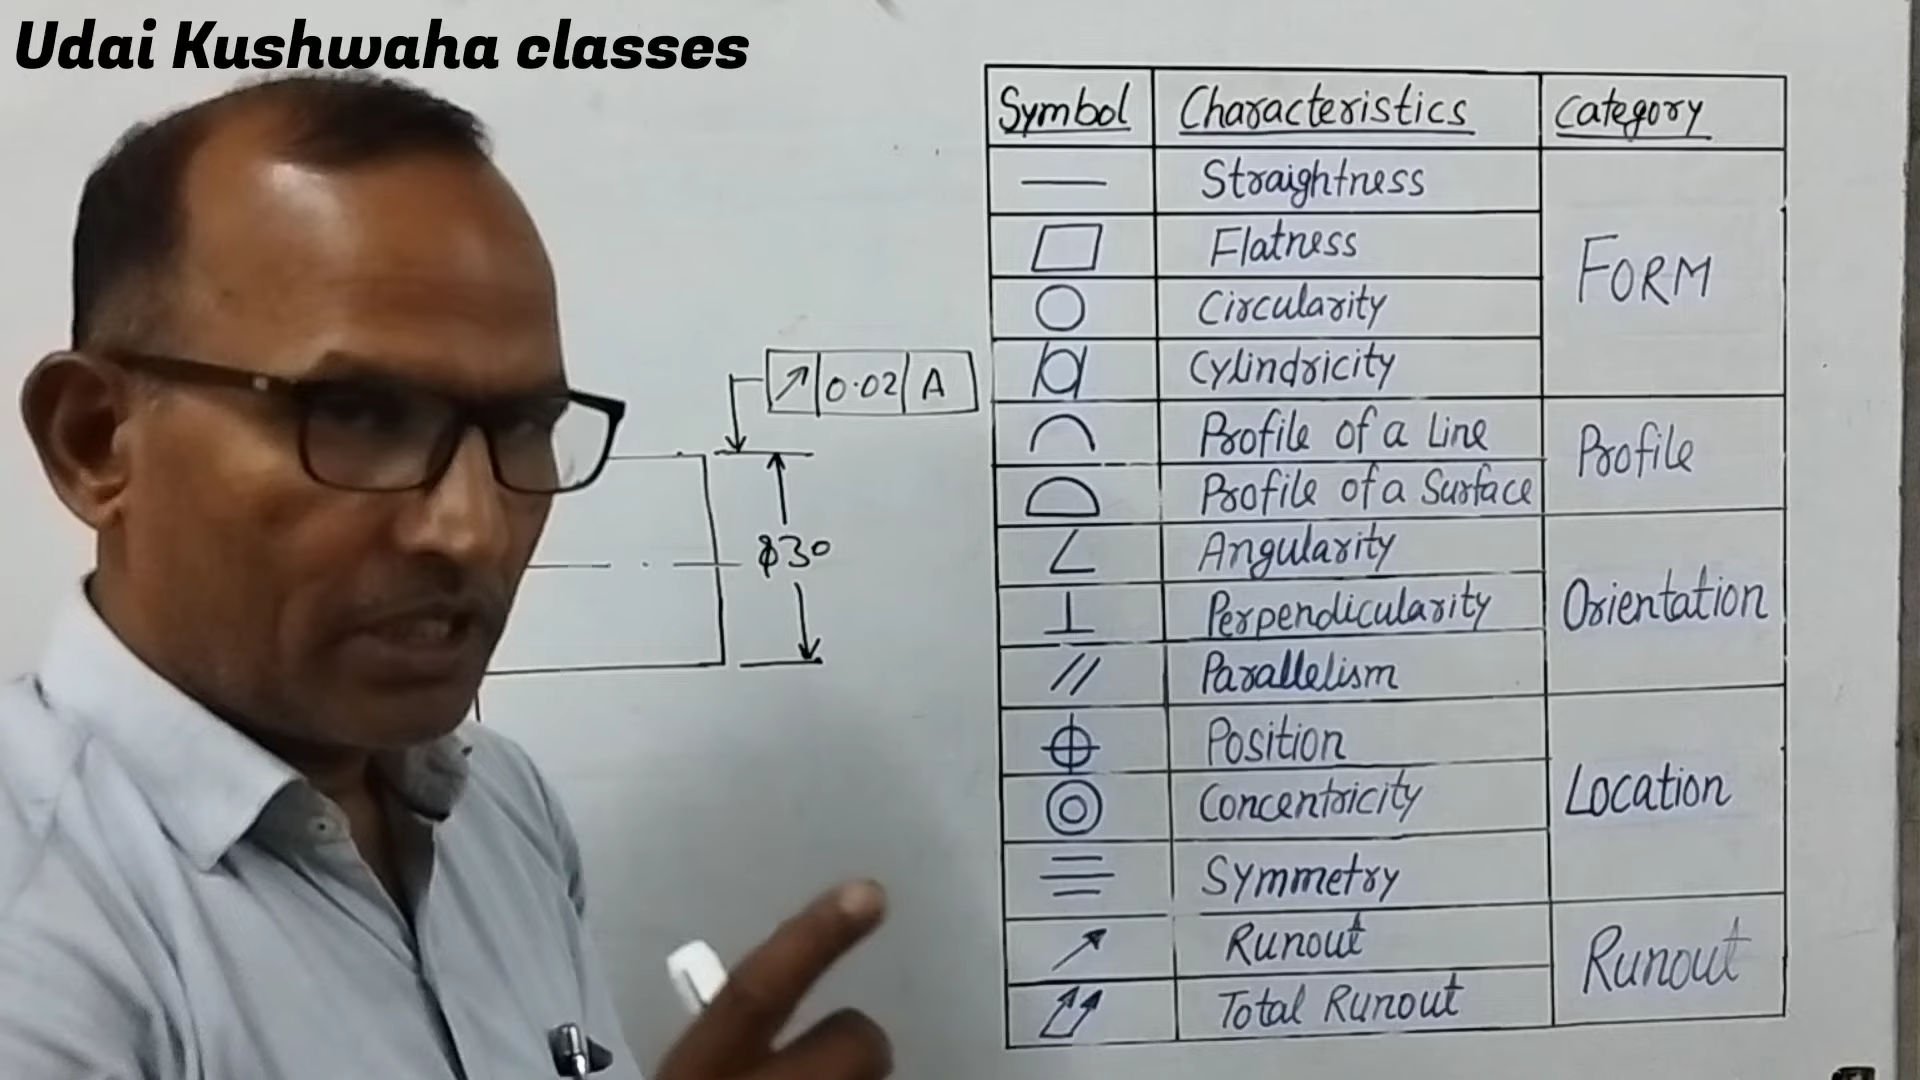 Udai Kushwaha classes
Symbol Characteristics Category
Straightness
Flatness
Circularity
Cylindricity
FORM
Profile of a Line
Profile of a Surface
Profile
Angularity
Perpendicularity
Parallelism
Orientation
Position
Concentricity
Symmetry
Location
Runout
Total Runout
Runout
↗ 0.02 A
ϕ30